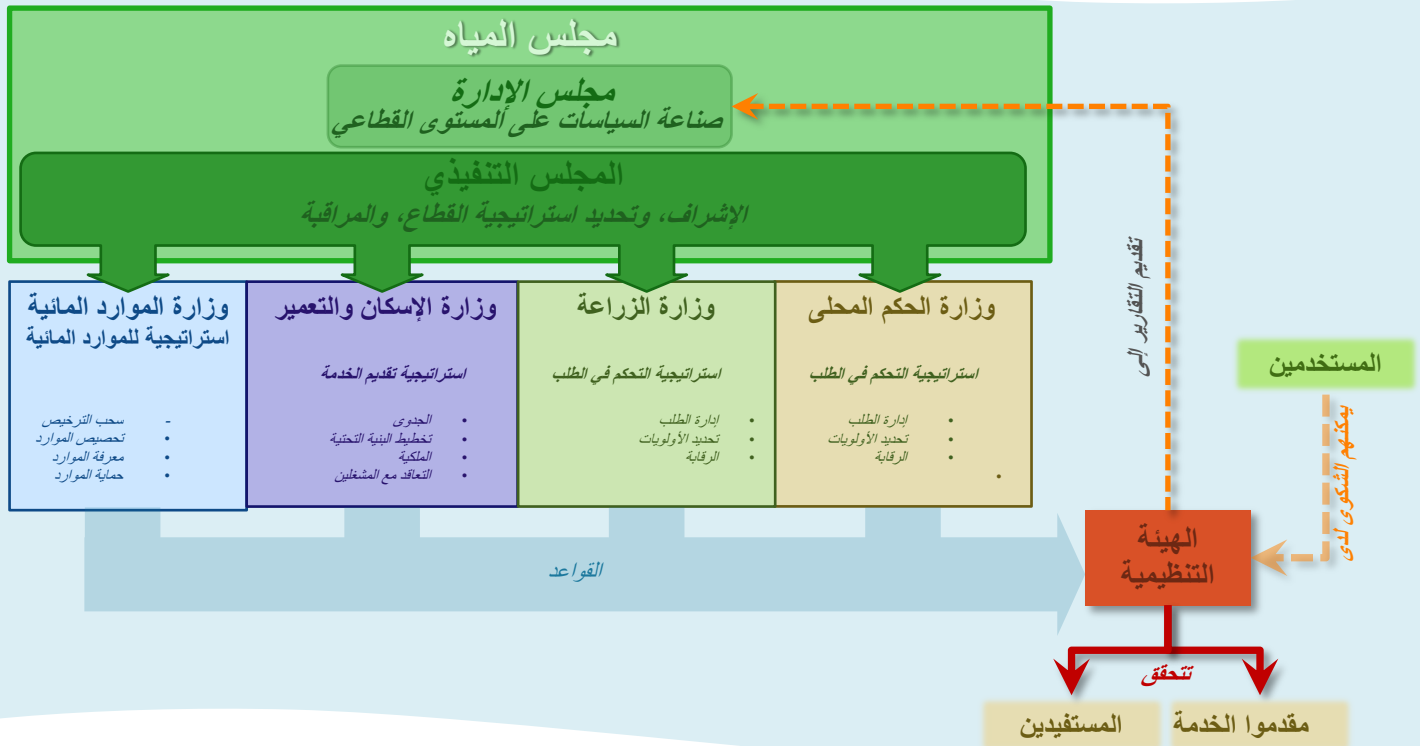 مجلس المياه
مجلس الإدارة
صناعة السياسات على المستوى القطاعي
المجلس التنفيذي
الإشراف، وتحديد استراتيجية القطاع، والمراقبة
وزارة الحكم المحلى
استراتيجية التحكم في الطلب
• إدارة الطلب
• تحديد الأولويات
• الرقابة
•
وزارة الزراعة
استراتيجية التحكم في الطلب
• إدارة الطلب
• تحديد الأولويات
• الرقابة
وزارة الإسكان والتعمير
استراتيجية تقديم الخدمة
• الجدوى
• تخطيط البنية التحتية
• الملكية
• التعاقد مع المشغلين
وزارة الموارد المائية
استراتيجية للموارد المائية
- سحب الترخيص
• تحصيص الموارد
• معرفة الموارد
• حماية الموارد
تقديم التقارير إلى
المستخدمين
يمكنهم الشكوى لدى
الهيئة
التنظيمية
القواعد
تتحقق
مقدموا الخدمة
المستفيدين